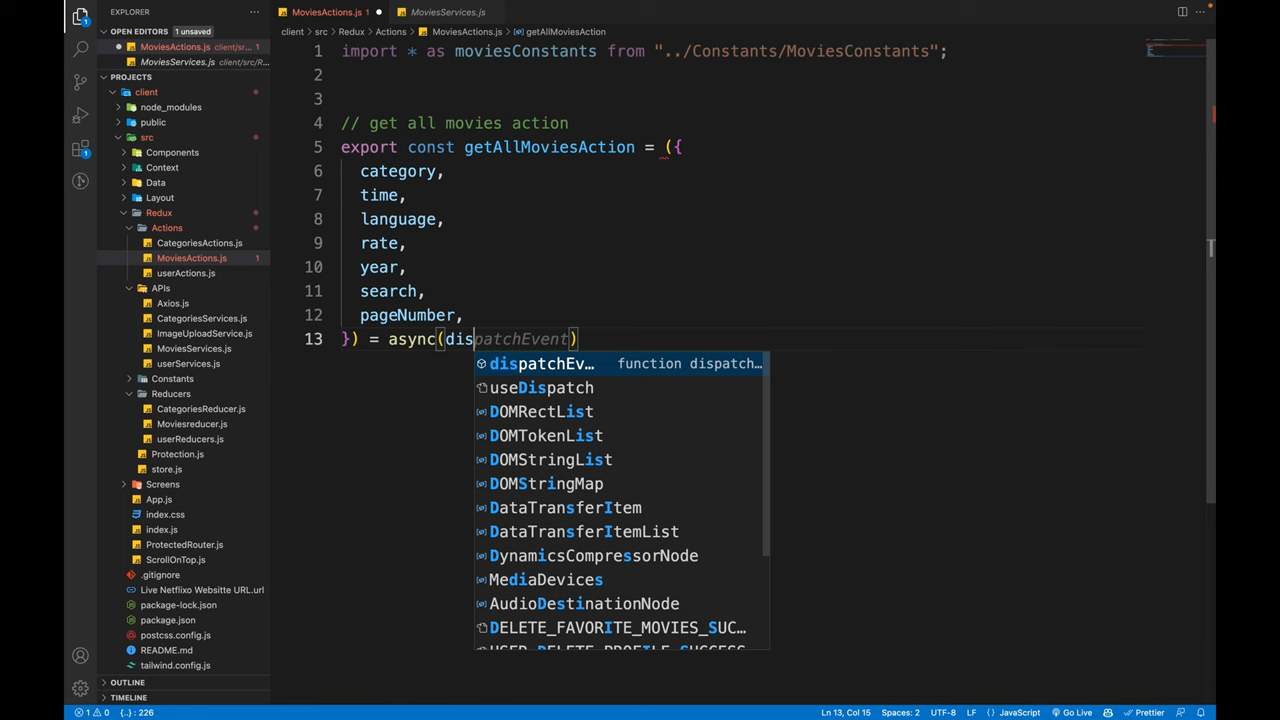 EXPLORER
MoviesActions.js 1
MoviesServices.js
OPEN EDITORS 1 unsaved
MoviesActions.js client/sr... 1
MoviesServices.js client/src/R...
client > src > Redux > Actions > MoviesActions.js > getAllMoviesAction
PROJECTS
client
node_modules
public
src
Components
Context
Data
Layout
Redux
Actions
CategoriesActions.js
MoviesActions.js 1
userActions.js
APIs
Axios.js
CategoriesServices.js
ImageUploadService.js
MoviesServices.js
userServices.js
Constants
Reducers
CategoriesReducer.js
Moviesreducer.js
userReducers.js
Protection.js
store.js
Screens
App.js
index.css
index.js
ProtectedRouter.js
ScrollOnTop.js
.gitignore
Live Netflixo Websitte URL.url
package-lock.json
package.json
postcss.config.js
README.md
tailwind.config.js
OUTLINE
TIMELINE
1 import * as moviesConstants from "../Constants/MoviesConstants";
2
3
4 // get all movies action
5 export const getAllMoviesAction = ({
6 category,
7 time,
8 language,
9 rate,
10 year,
11 search,
12 pageNumber,
13 }) = async(dispatchEvent)
dispatchEv... function dispatch...
useDispatch
DOMRectList
DOMTokenList
DOMStringList
DOMStringMap
DataTransferItem
DataTransferItemList
DynamicsCompressorNode
MediaDevices
AudioDestinationNode
DELETE_FAVORITE_MOVIES_SUC...
USER_DELETE_PROFILE_SUCCESS
1 0 {..} : 226
Ln 13, Col 15 Spaces: 2 UTF-8 LF {} JavaScript Go Live Prettier